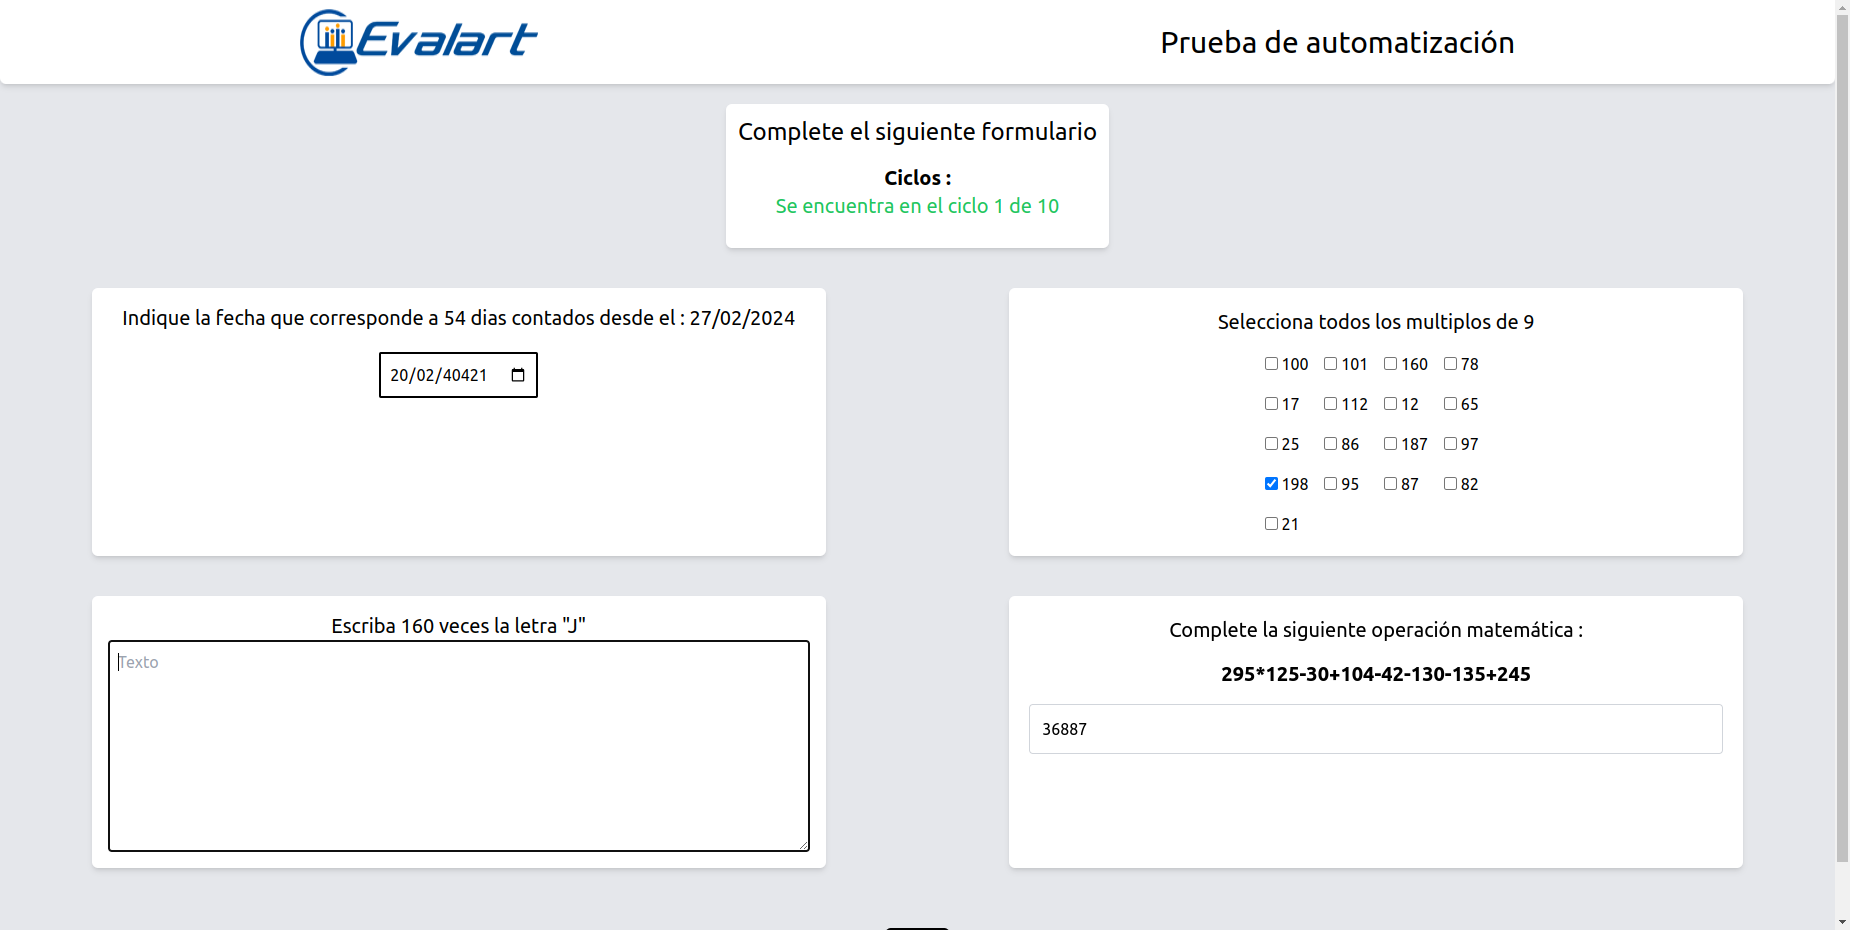 Evalart
Prueba de automatización
Complete el siguiente formulario
Ciclos :
Se encuentra en el ciclo 1 de 10
Indique la fecha que corresponde a 54 dias contados desde el : 27/02/2024
20/02/40421
Selecciona todos los multiplos de 9
100 101 160 78
17 112 12 65
25 86 187 97
198 95 87 82
21
Escriba 160 veces la letra "J"
Texto
Complete la siguiente operación matemática :
295*125-30+104-42-130-135+245
36887